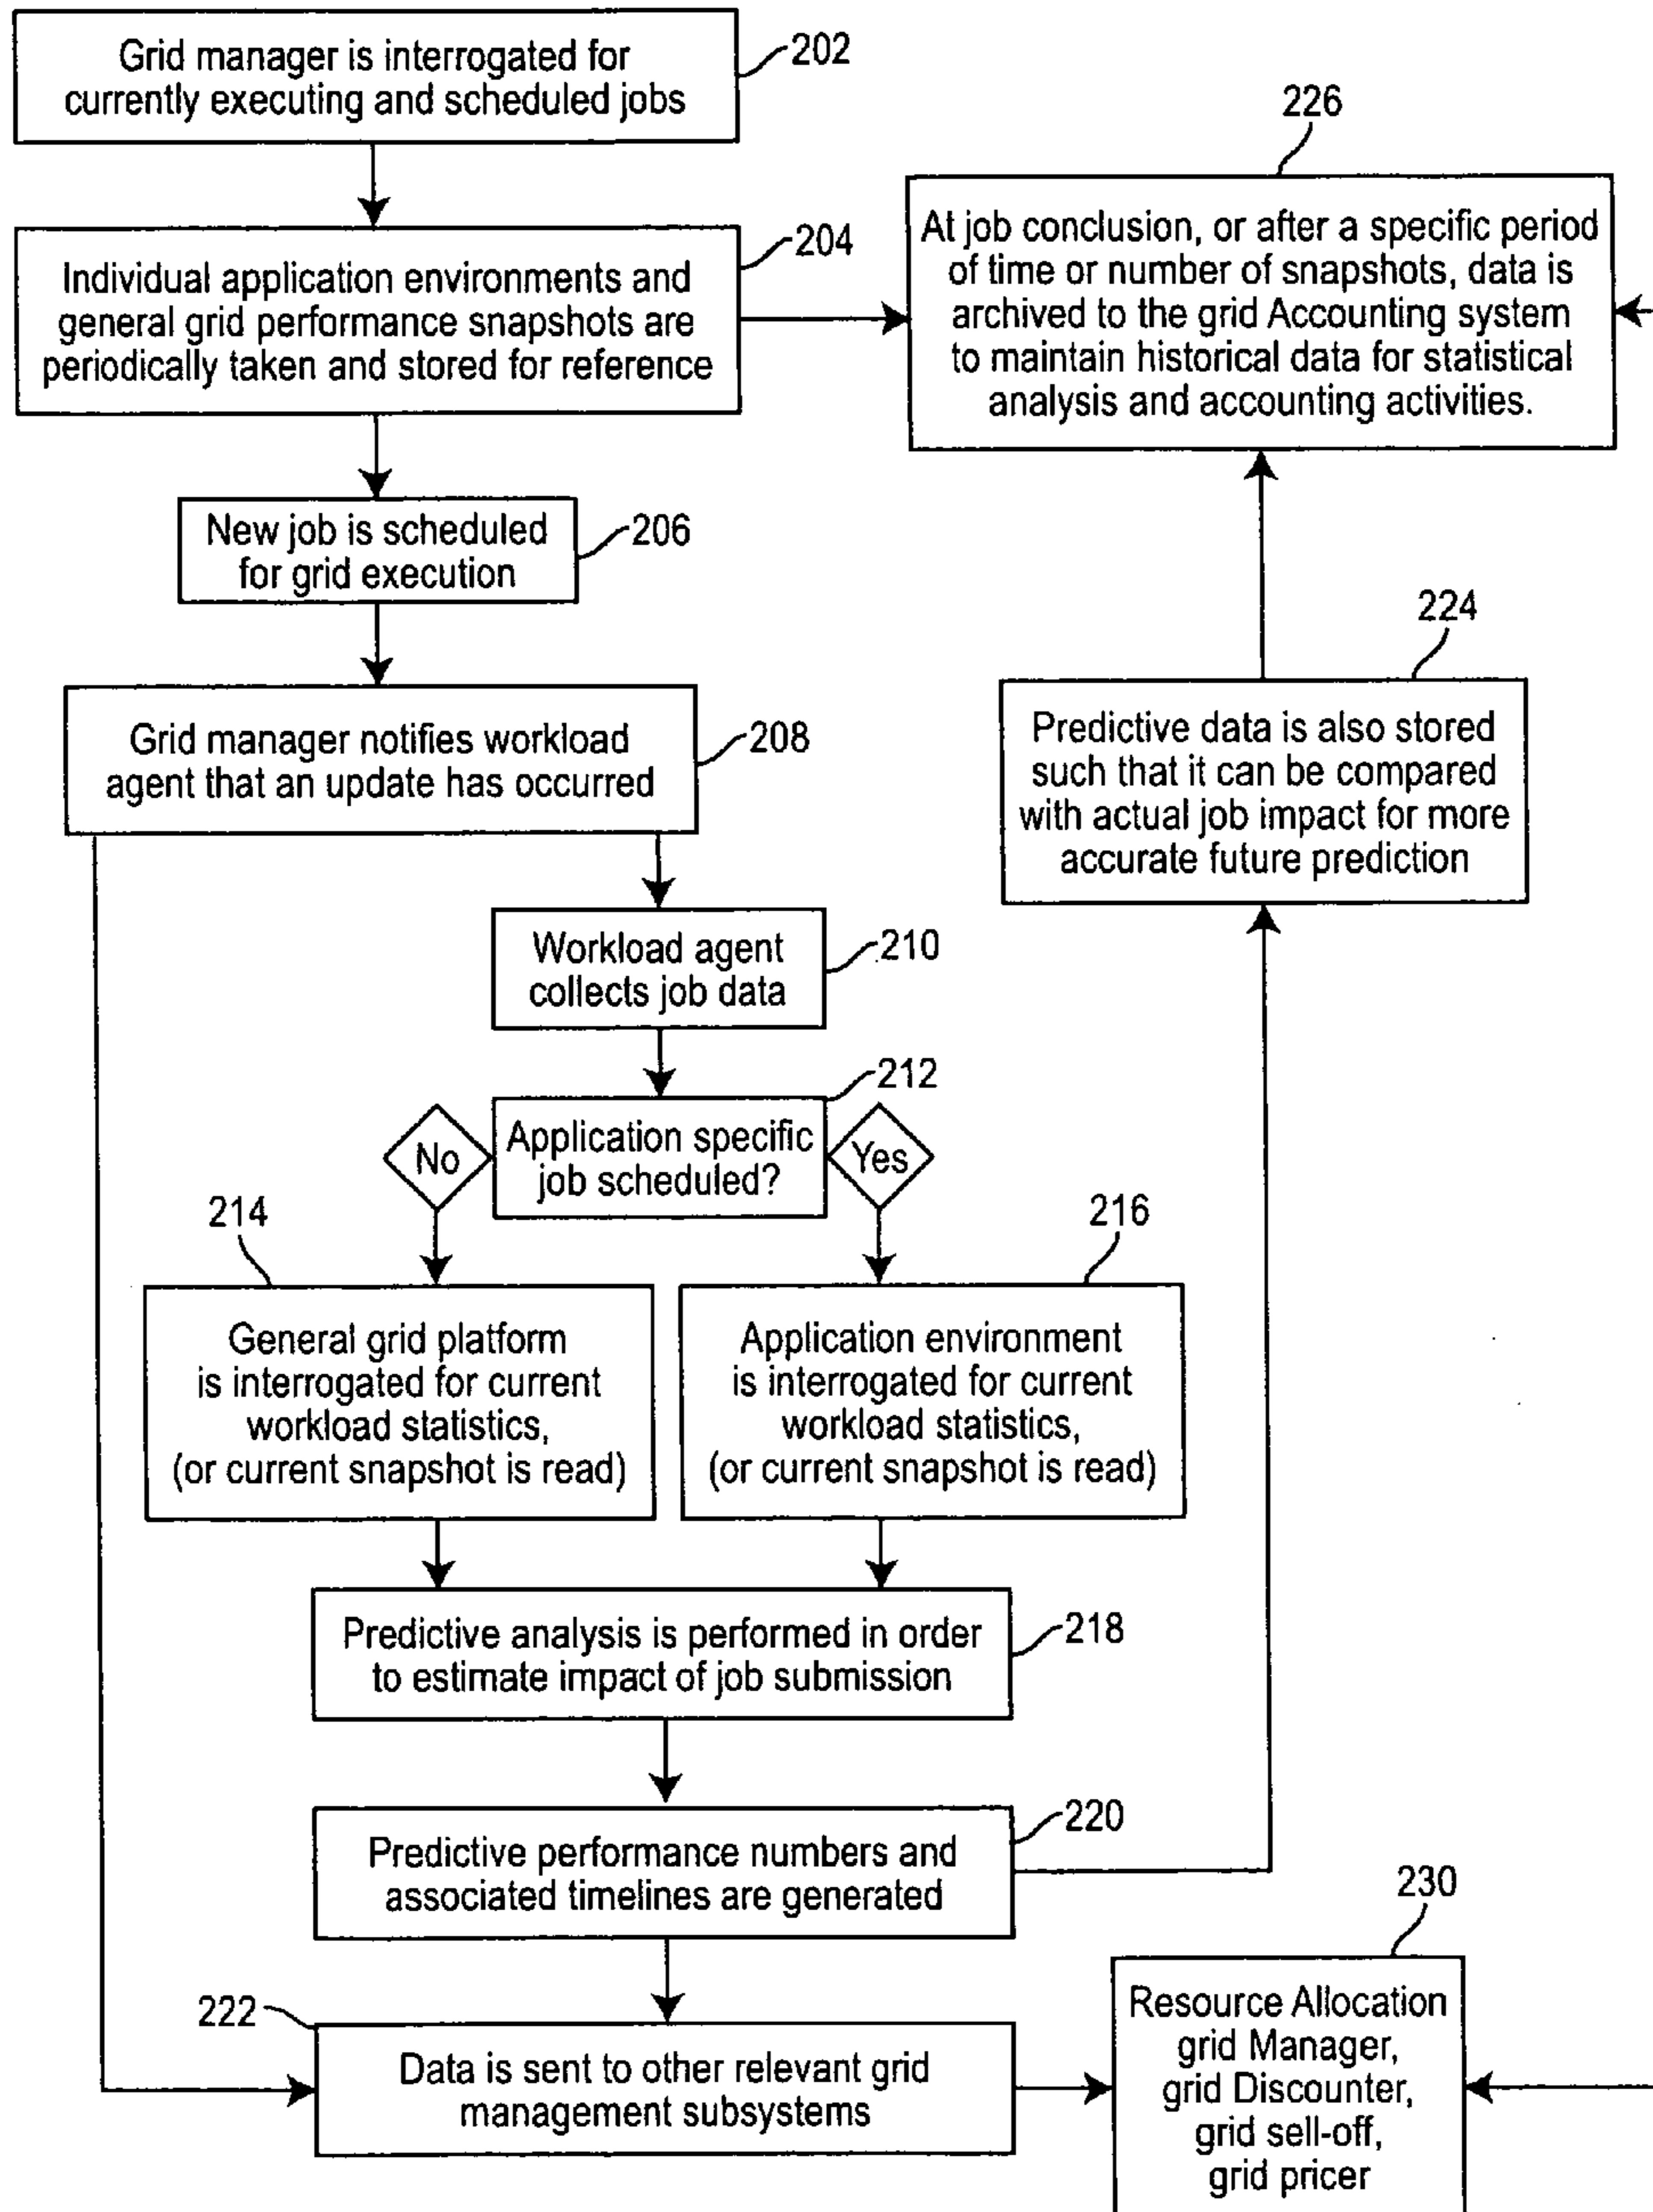 Grid manager is interrogated for
currently executing and scheduled jobs
202
226
At job conclusion, or after a specific period
of time or number of snapshots, data is
archived to the grid Accounting system
to maintain historical data for statistical
analysis and accounting activities.
204
Individual application environments and
general grid performance snapshots are
periodically taken and stored for reference
New job is scheduled
for grid execution
206
224
Predictive data is also stored
such that it can be compared
with actual job impact for more
accurate future prediction
Grid manager notifies workload
agent that an update has occurred
208
Workload agent
collects job data
210
212
No
Application specific
job scheduled?
Yes
214
216
General grid platform
is interrogated for current
workload statistics,
(or current snapshot is read)
Application environment
is interrogated for current
workload statistics,
(or current snapshot is read)
Predictive analysis is performed in order
to estimate impact of job submission
218
Predictive performance numbers and
associated timelines are generated
220
230
222
Data is sent to other relevant grid
management subsystems
Resource Allocation
grid Manager,
grid Discounter,
grid sell-off,
grid pricer